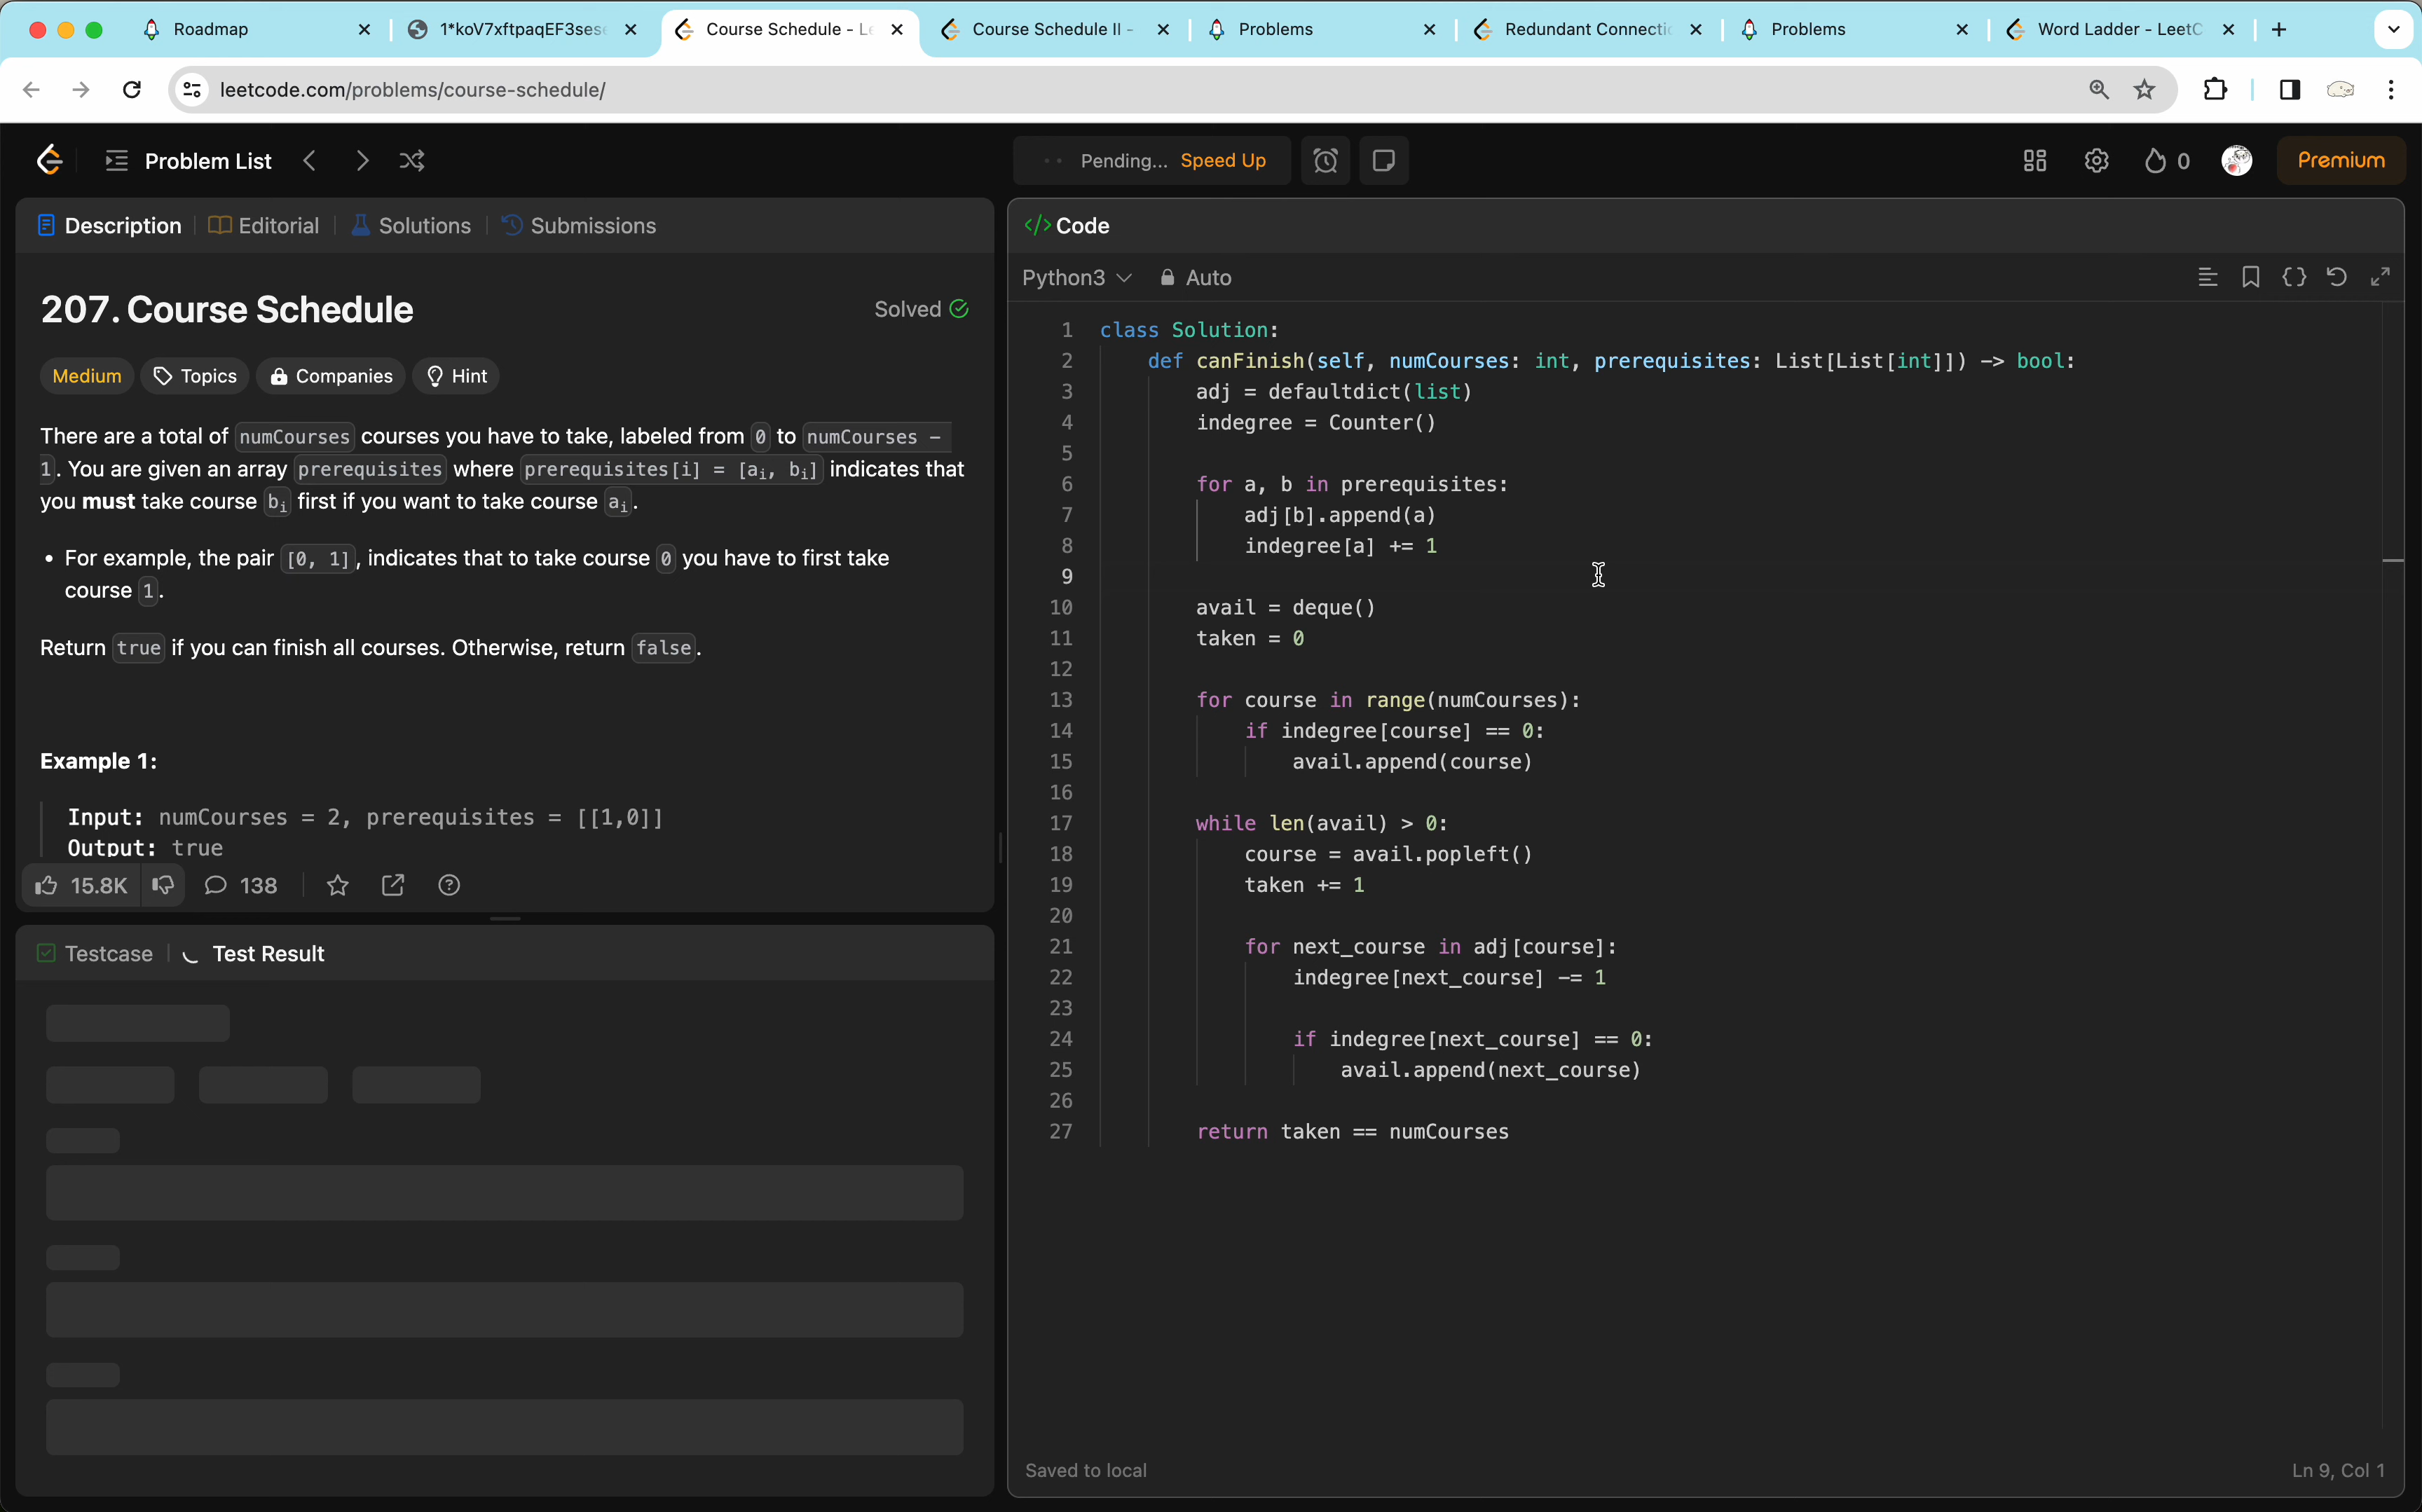 Roadmap
1*koV7xftpaqEF3ses
Course Schedule - Le
Course Schedule II -
Problems
Redundant Connecti
Problems
Word Ladder - LeetC
leetcode.com/problems/course-schedule/
Problem List
Pending... Speed Up
0
Premium
Description
Editorial
Solutions
Submissions
207. Course Schedule
Solved
Medium
Topics
Companies
Hint
There are a total of numCourses courses you have to take, labeled from 0 to numCourses -
1. You are given an array prerequisites where prerequisites[i] = [ai, bi] indicates that
you must take course bi first if you want to take course ai.
• For example, the pair [0, 1], indicates that to take course 0 you have to first take
course 1.
Return true if you can finish all courses. Otherwise, return false.
Example 1:
Input: numCourses = 2, prerequisites = [[1,0]]
Output: true
15.8K
138
Testcase
Test Result
</> Code
Python3
Auto
1 class Solution:
2 def canFinish(self, numCourses: int, prerequisites: List[List[int]]) -> bool:
3 adj = defaultdict(list)
4 indegree = Counter()
5
6 for a, b in prerequisites:
7 adj[b].append(a)
8 indegree[a] += 1
9
10 avail = deque()
11 taken = 0
12
13 for course in range(numCourses):
14 if indegree[course] == 0:
15 avail.append(course)
16
17 while len(avail) > 0:
18 course = avail.popleft()
19 taken += 1
20
21 for next_course in adj[course]:
22 indegree[next_course] -= 1
23
24 if indegree[next_course] == 0:
25 avail.append(next_course)
26
27 return taken == numCourses
Saved to local
Ln 9, Col 1